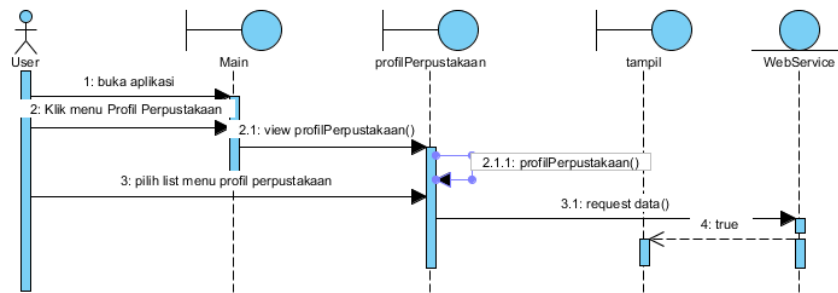 User
Main
profilPerpustakaan
tampil
WebService
1: buka aplikasi
2: Klik menu Profil Perpustakaan
2.1: view profilPerpustakaan()
2.1.1: profilPerpustakaan()
3: pilih list menu profil perpustakaan
3.1: request data()
4: true